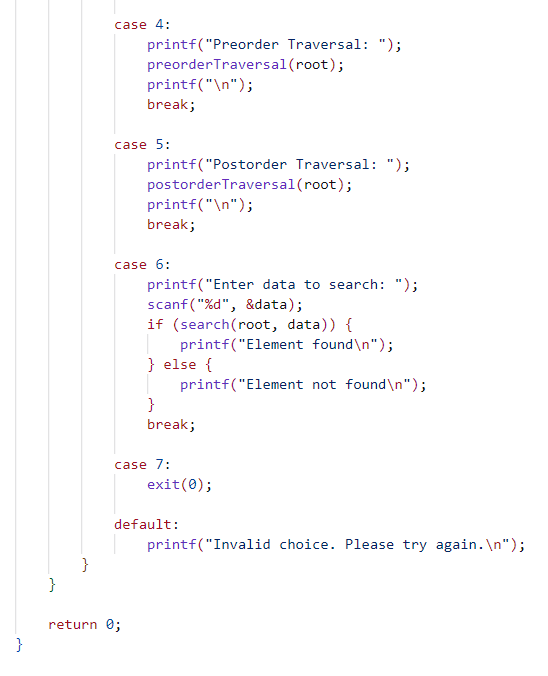 case 4:
printf("Preorder Traversal: ");
preorderTraversal(root);
printf("\n");
break;
case 5:
printf("Postorder Traversal: ");
postorderTraversal(root);
printf("\n");
break;
case 6:
printf("Enter data to search: ");
scanf("%d", &data);
if (search(root, data)) {
printf("Element found\n");
} else {
printf("Element not found\n");
}
break;
case 7:
exit(0);
default:
printf("Invalid choice. Please try again.\n");
}
}
return 0;
}